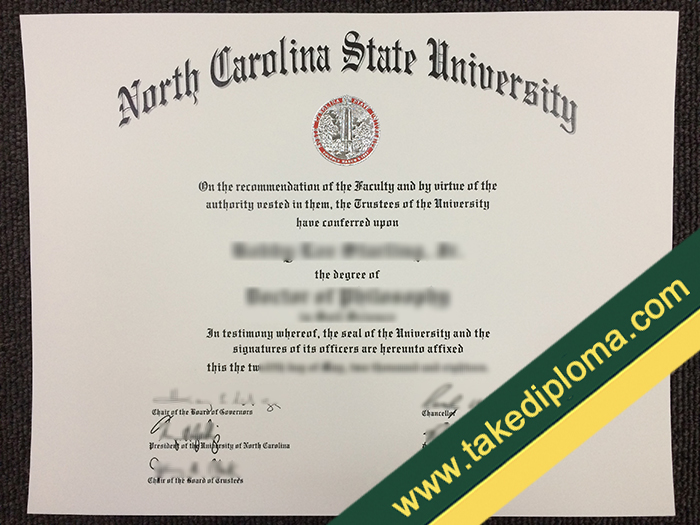 North Carolina State University
On the recommendation of the Faculty and by virtue of the
authority vested in them, the Trustees of the University
have conferred upon
the degree of
Doctor of Philosophy
In testimony whereof, the seal of the University and the
signatures of its officers are hereunto affixed
this the
Chair of the Board of Governors
Chancellor
President of the University of North Carolina
Chair of the Board of Trustees
www.takediploma.com